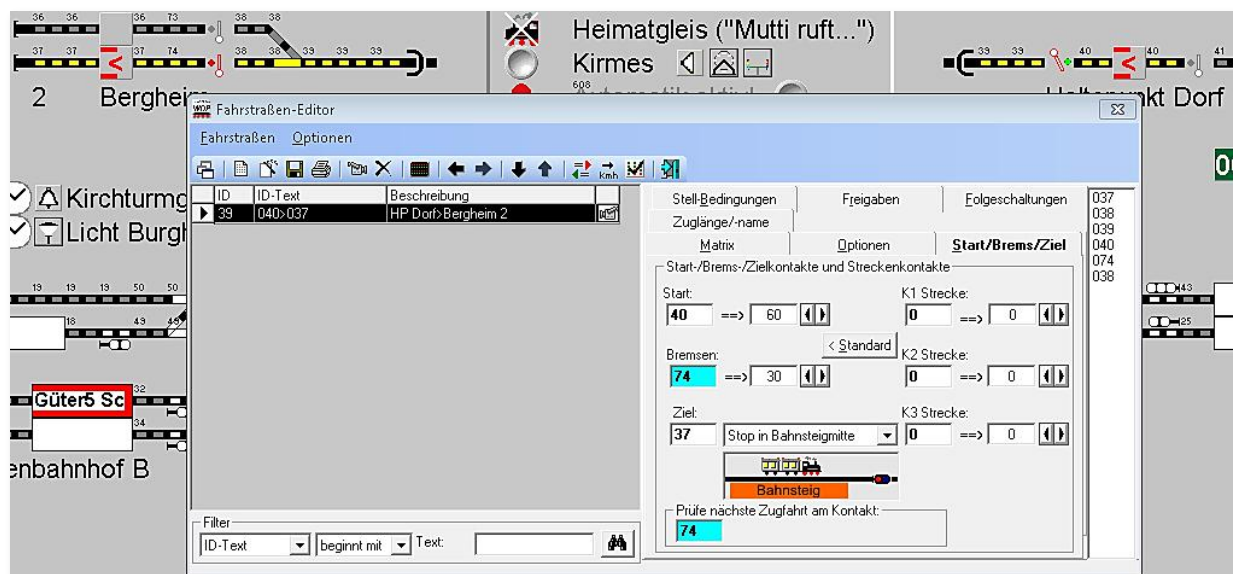 36 36 36 73 38 38
37 37 37 74 38 38 39 39 39
2 Bergheim
Heimatgleis ("Mutti ruft...")
Kirmes
608
39 39 40 40 41
Haltepunkt Dorf
Fahrstraßen-Editor
Fahrstraßen Optionen
kmh
Kirchturmg
Licht Burgh
19 19 19 50 50
18 49 49
32
Güter5 Sc
34
enbahnhof B
43
25
ID ID-Text Beschreibung
39 040>037 HP Dorf>Bergheim 2
Stell-Bedingungen Freigaben Folgeschaltungen
Zuglänge/-name
Matrix Optionen Start/Brems/Ziel
Start-/Brems-/Zielkontakte und Streckenkontakte
Start: K1 Strecke:
40 ==> 60 0 ==> 0
< Standard
Bremsen: K2 Strecke:
74 ==> 30 0 ==> 0
Ziel: K3 Strecke:
37 Stop in Bahnsteigmitte 0 ==> 0
Bahnsteig
Prüfe nächste Zugfahrt am Kontakt:
74
037
038
039
040
074
038
Filter
ID-Text beginnt mit Text: